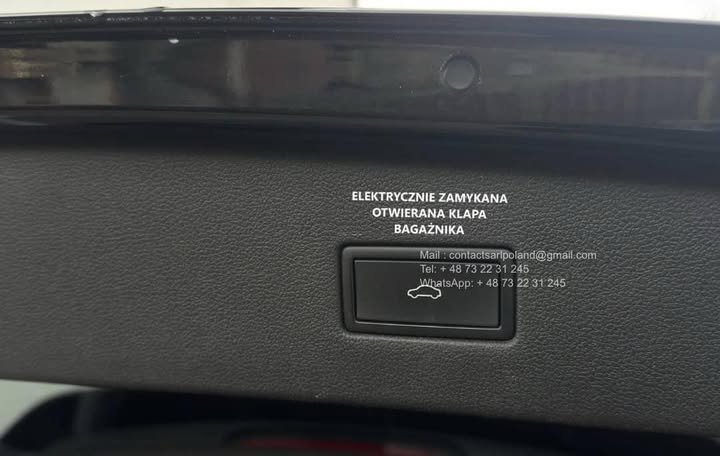 ELEKTRYCZNIE ZAMYKANA
OTWIERANA KLAPA
BAGAŻNIKA
Mail : contactsarlpoland@gmail.com
Tel: + 48 73 22 31 245
WhatsApp: + 48 73 22 31 245